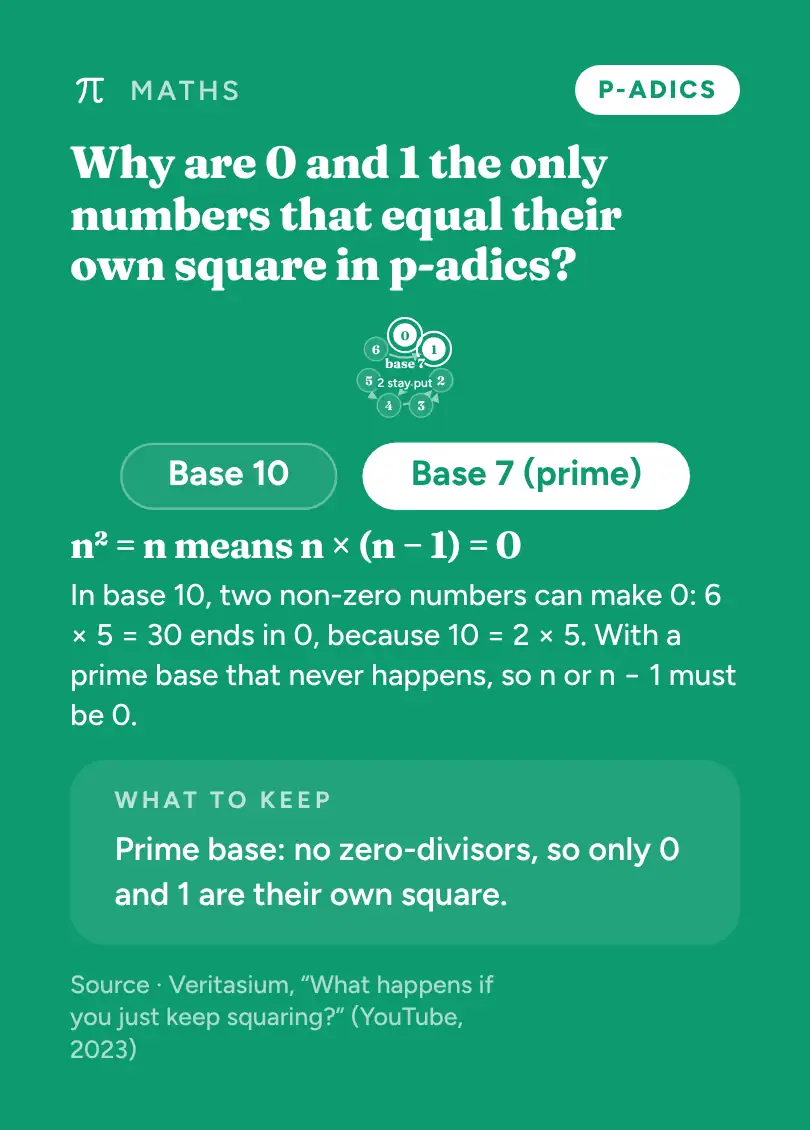 π MATHS
P-ADICS
Why are 0 and 1 the only
numbers that equal their
own square in p-adics?
0
6
1
base 7
5
2 stay put
2
4
3
Base 10
Base 7 (prime)
n² = n means n × (n − 1) = 0
In base 10, two non-zero numbers can make 0: 6
× 5 = 30 ends in 0, because 10 = 2 × 5. With a
prime base that never happens, so n or n − 1 must
be 0.
WHAT TO KEEP
Prime base: no zero-divisors, so only 0
and 1 are their own square.
Source · Veritasium, “What happens if
you just keep squaring?” (YouTube,
2023)